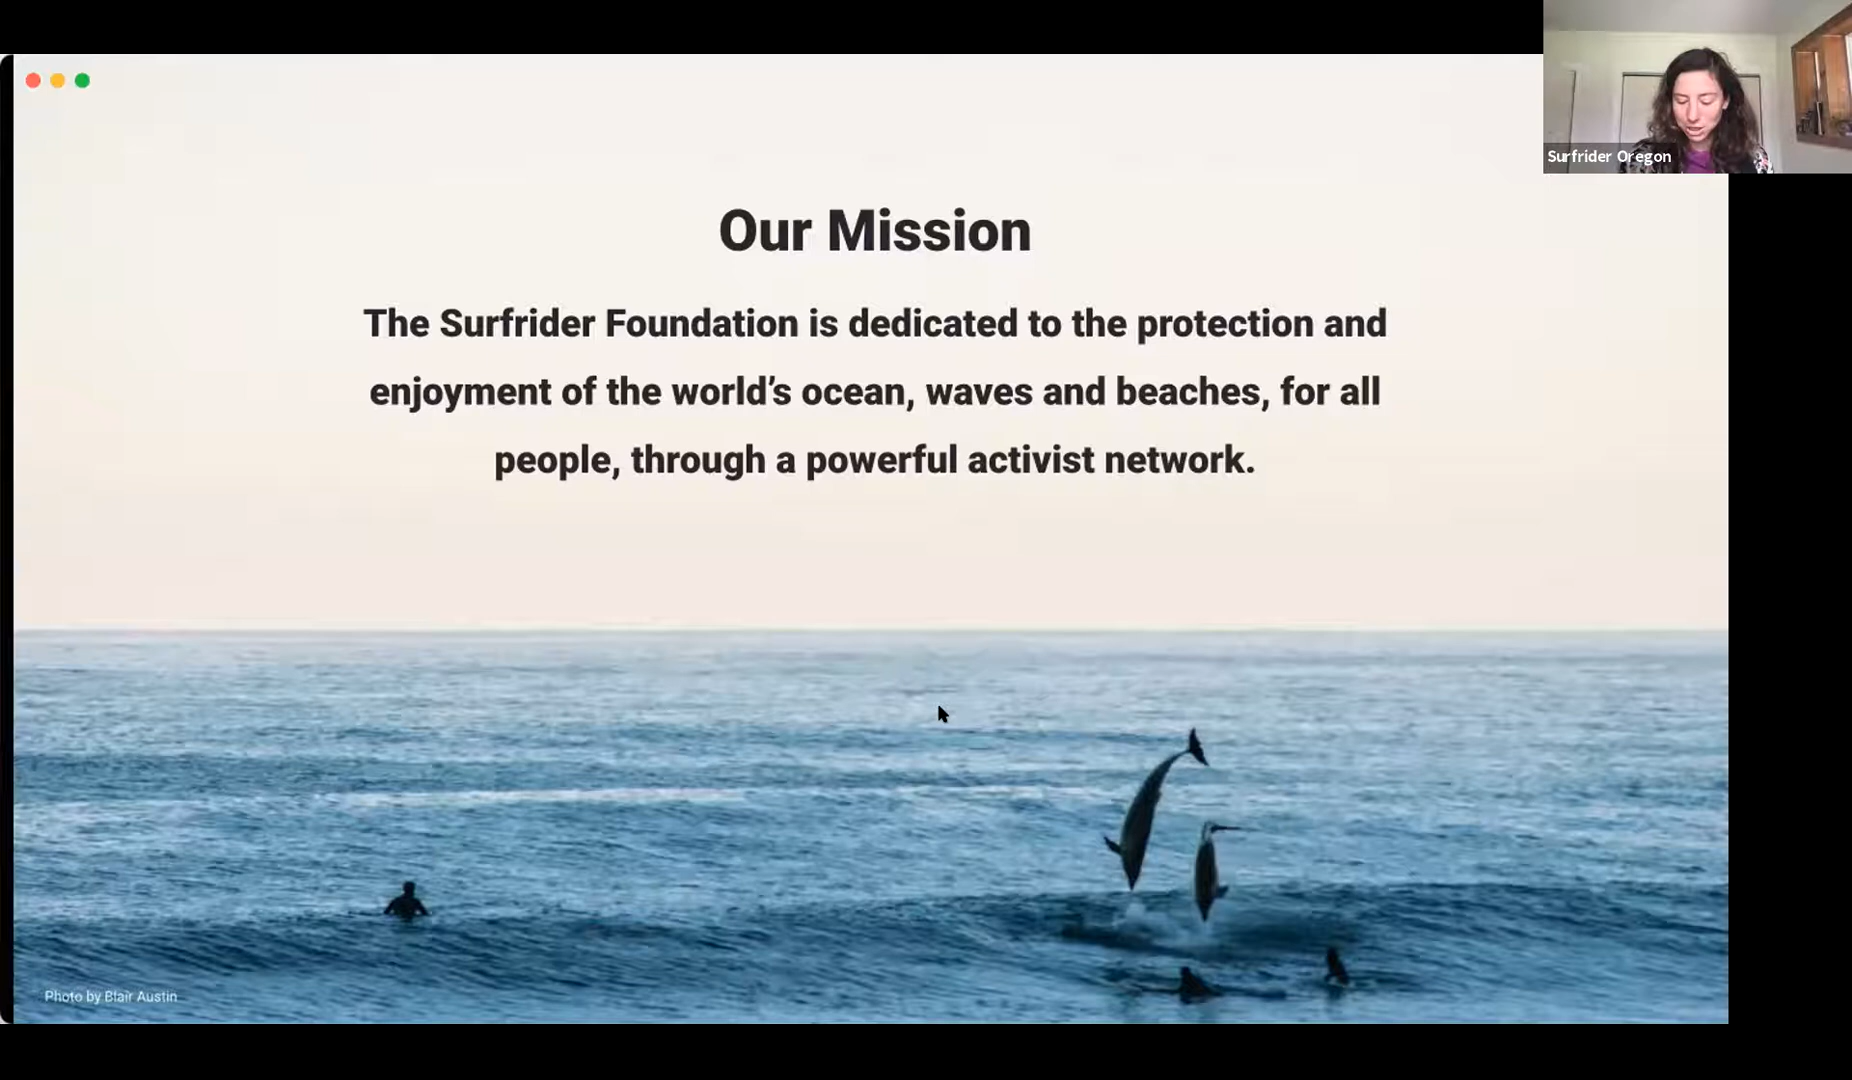 Surfrider Oregon
Our Mission
The Surfrider Foundation is dedicated to the protection and
enjoyment of the world’s ocean, waves and beaches, for all
people, through a powerful activist network.
Photo by Blair Austin